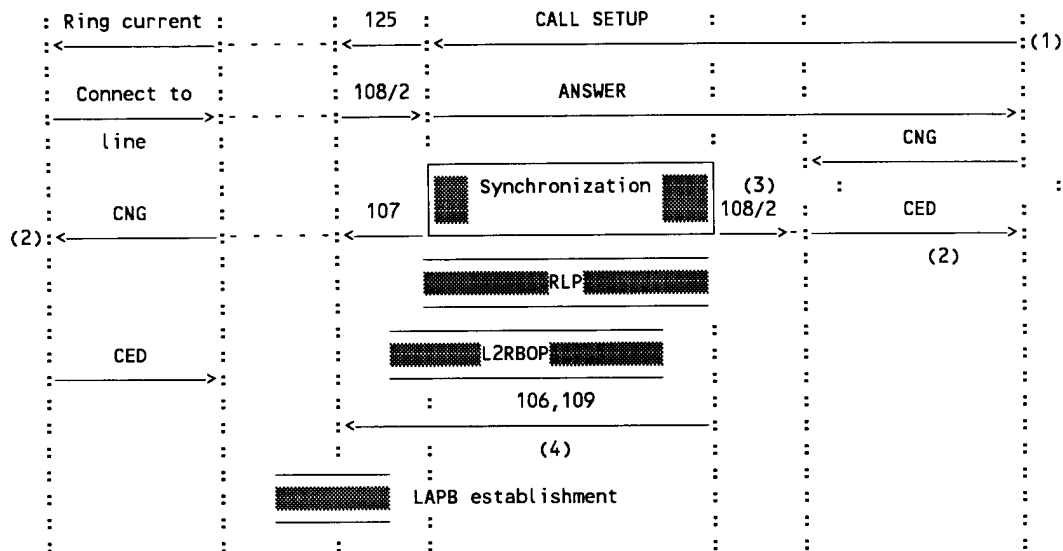 Ring current 125 CALL SETUP
(1)
Connect to 108/2 ANSWER
line CNG
Synchronization (3)
CNG 107 108/2 CED
(2) (2)
RLP
CED L2RBOP
106,109
(4)
LAPB establishment